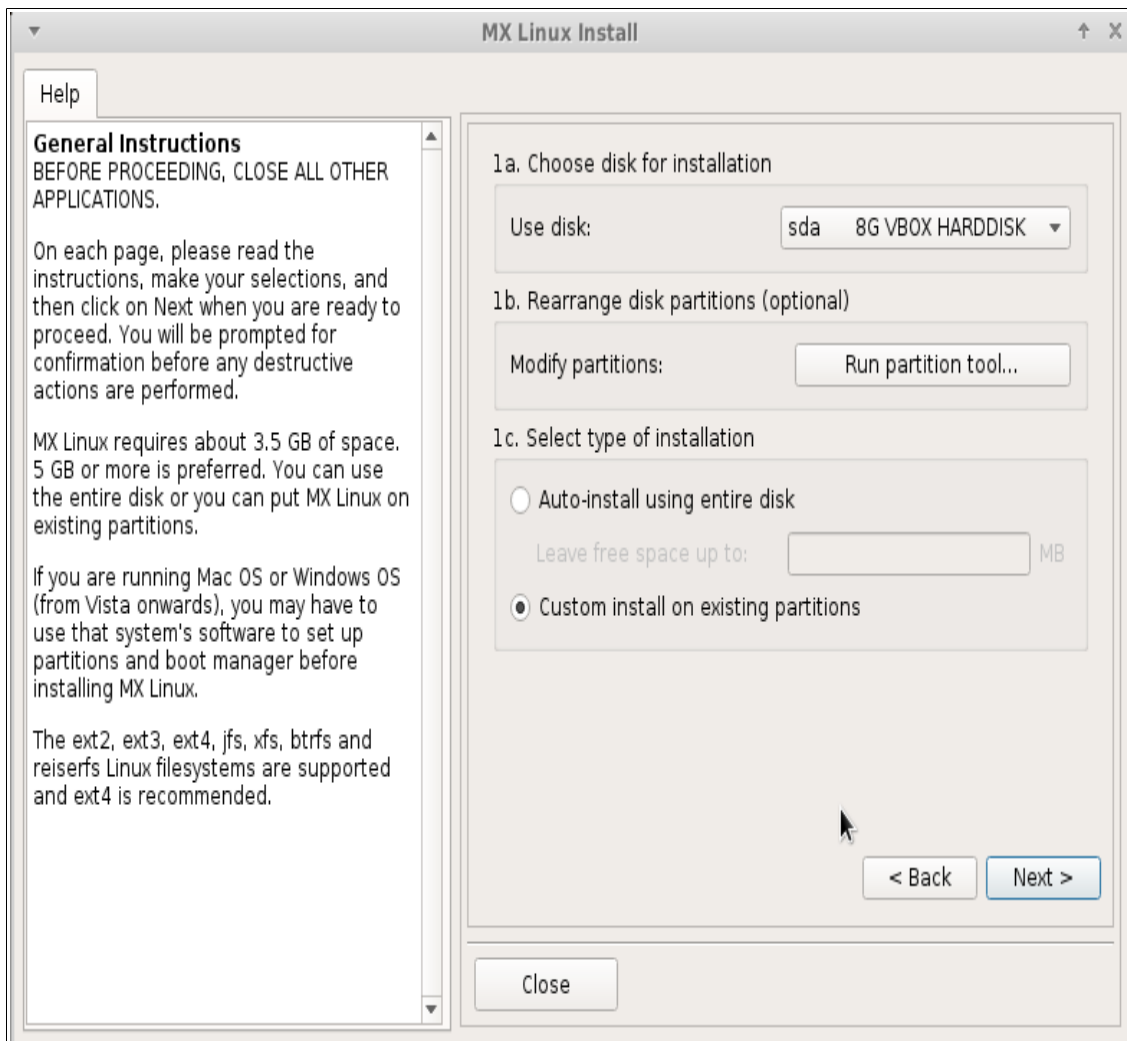 MX Linux Install
Help
General Instructions
BEFORE PROCEEDING, CLOSE ALL OTHER
APPLICATIONS.
On each page, please read the
instructions, make your selections, and
then click on Next when you are ready to
proceed. You will be prompted for
confirmation before any destructive
actions are performed.
MX Linux requires about 3.5 GB of space.
5 GB or more is preferred. You can use
the entire disk or you can put MX Linux on
existing partitions.
If you are running Mac OS or Windows OS
(from Vista onwards), you may have to
use that system's software to set up
partitions and boot manager before
installing MX Linux.
The ext2, ext3, ext4, jfs, xfs, btrfs and
reiserfs Linux filesystems are supported
and ext4 is recommended.
1a. Choose disk for installation
Use disk:
sda 8G VBOX HARDDISK
1b. Rearrange disk partitions (optional)
Modify partitions:
Run partition tool...
1c. Select type of installation
Auto-install using entire disk
Leave free space up to:
MB
Custom install on existing partitions
< Back
Next >
Close